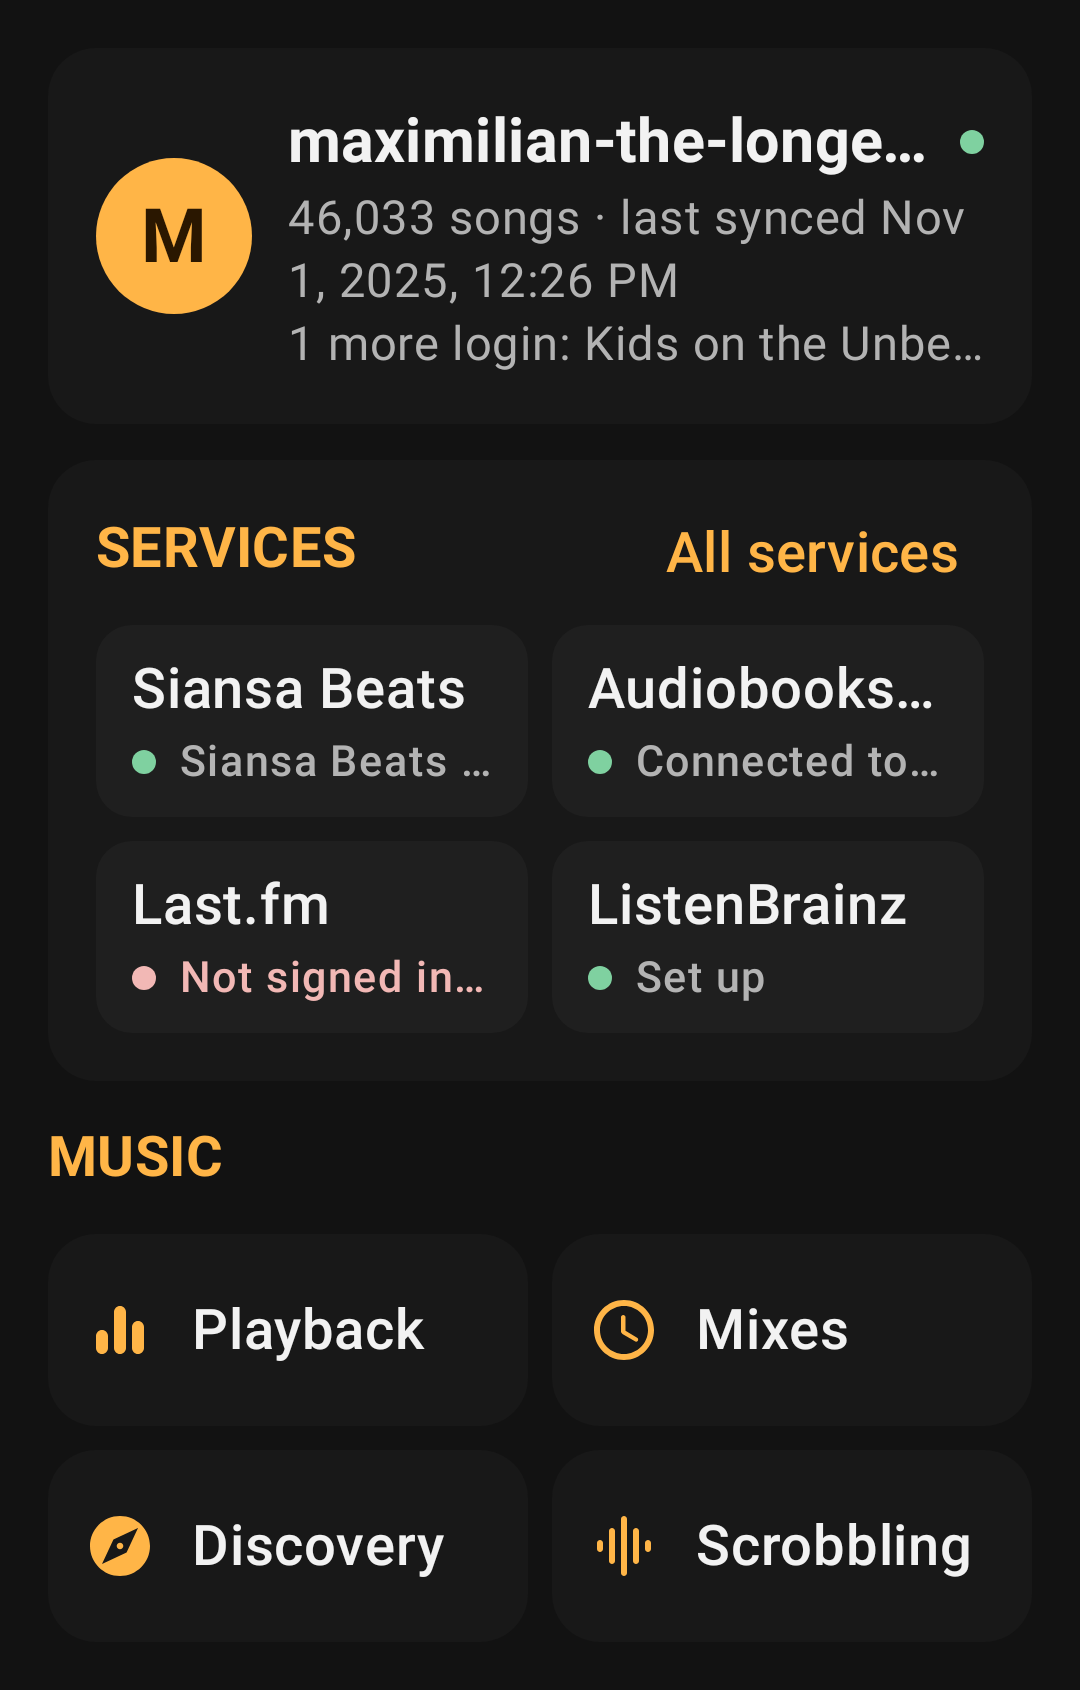 maximilian-the-longe…
M
46,033 songs · last synced Nov
1, 2025, 12:26 PM
1 more login: Kids on the Unbe…
SERVICES
All services
Siansa Beats
Siansa Beats …
Audiobooks…
Connected to…
Last.fm
Not signed in…
ListenBrainz
Set up
MUSIC
Playback
Mixes
Discovery
Scrobbling